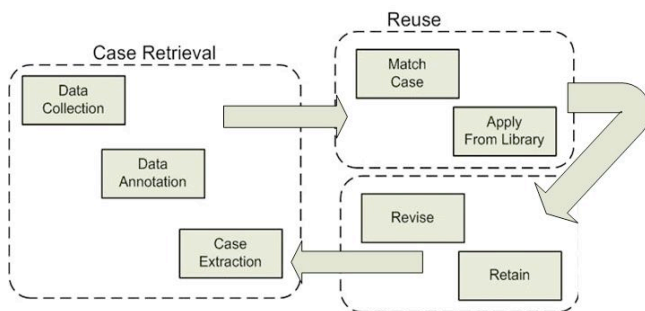 Case Retrieval
Data
Collection
Data
Annotation
Case
Extraction
Reuse
Match
Case
Apply
From Library
Revise
Retain